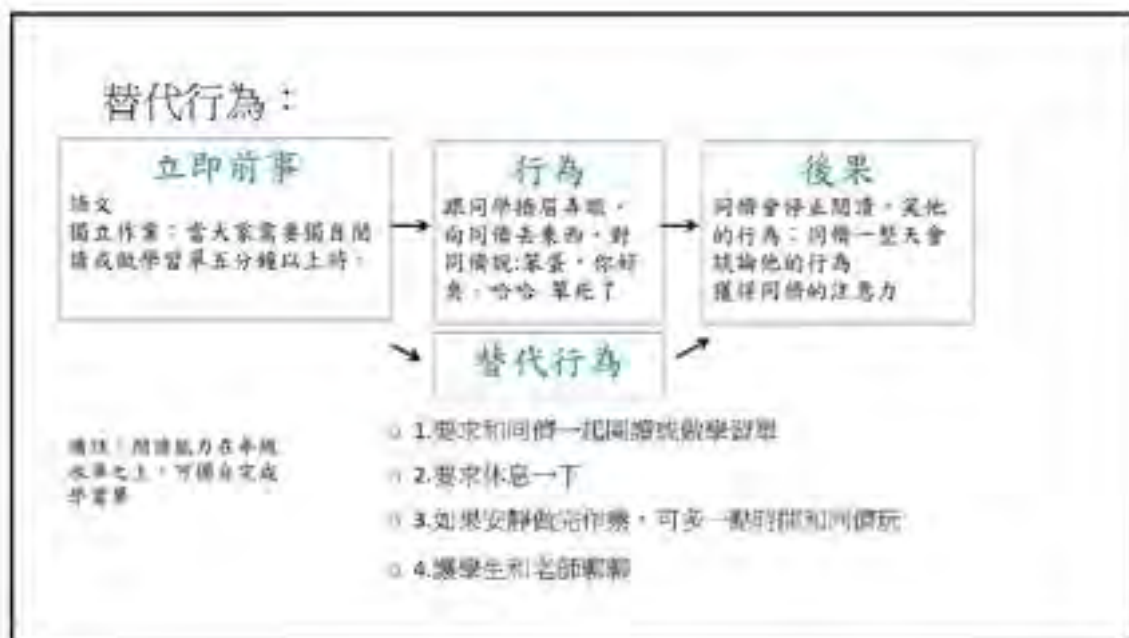 替代行為：
立即前事
語文
獨立作業：當大家需要獨自閱
讀或做學習單五分鐘以上時。
行為
跟同學擠眉弄眼，
向同儕丟東西，對
同儕說:笨蛋，你好
臭，哈哈 單死了
後果
同儕會停止閱讀，笑他
的行為；同儕一整天會
談論他的行為
獲得同儕的注意力
替代行為
備註：閱讀能力在年級
水準之上，可獨自完成
學習單
1.要求和同儕一起閱讀或做學習單
2.要求休息一下
3.如果安靜做完作業，可多一點時間和同儕玩
4.讓學生和老師聊聊